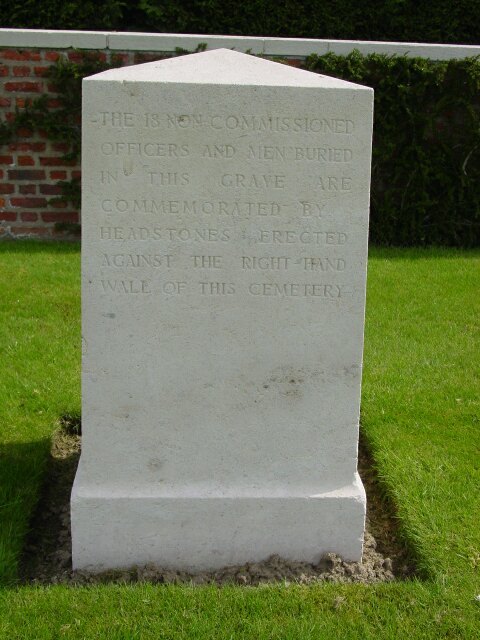 THE 18 NON COMMISSIONED
OFFICERS AND MEN BURIED
IN THIS GRAVE ARE
COMMEMORATED BY
HEADSTONES ERECTED
AGAINST THE RIGHT HAND
WALL OF THIS CEMETERY